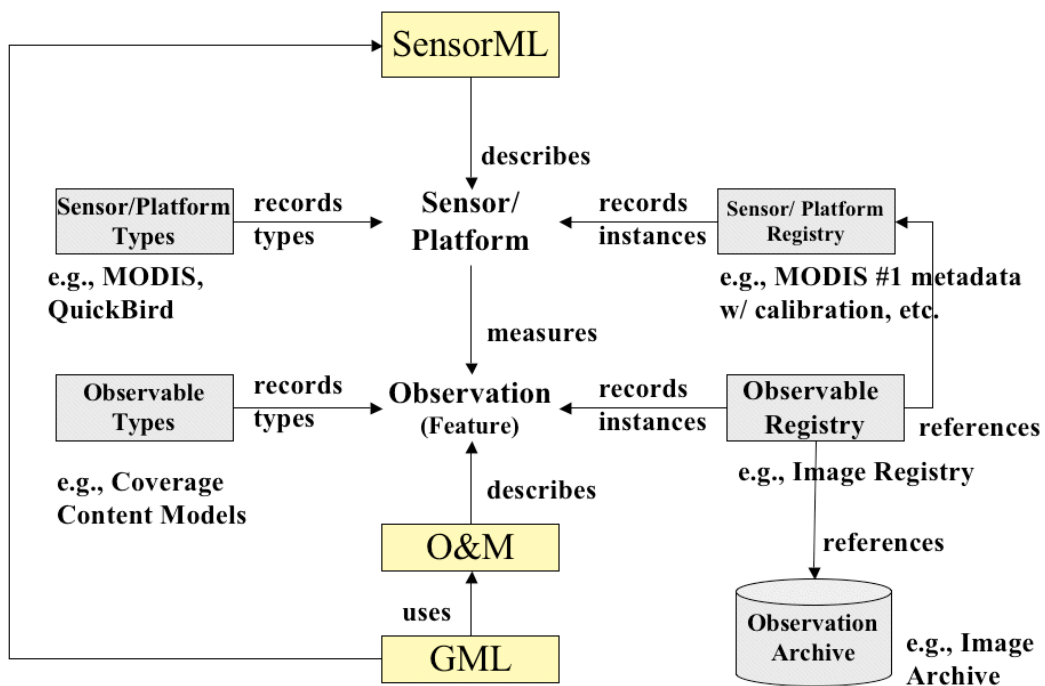 SensorML
describes
Sensor/Platform
Types
records
types
Sensor/
Platform
records
instances
Sensor/ Platform
Registry
e.g., MODIS,
QuickBird
e.g., MODIS #1 metadata
w/ calibration, etc.
measures
Observable
Types
records
types
Observation
(Feature)
records
instances
Observable
Registry
references
e.g., Coverage
Content Models
describes
e.g., Image Registry
O&M
references
uses
GML
Observation
Archive
e.g., Image
Archive